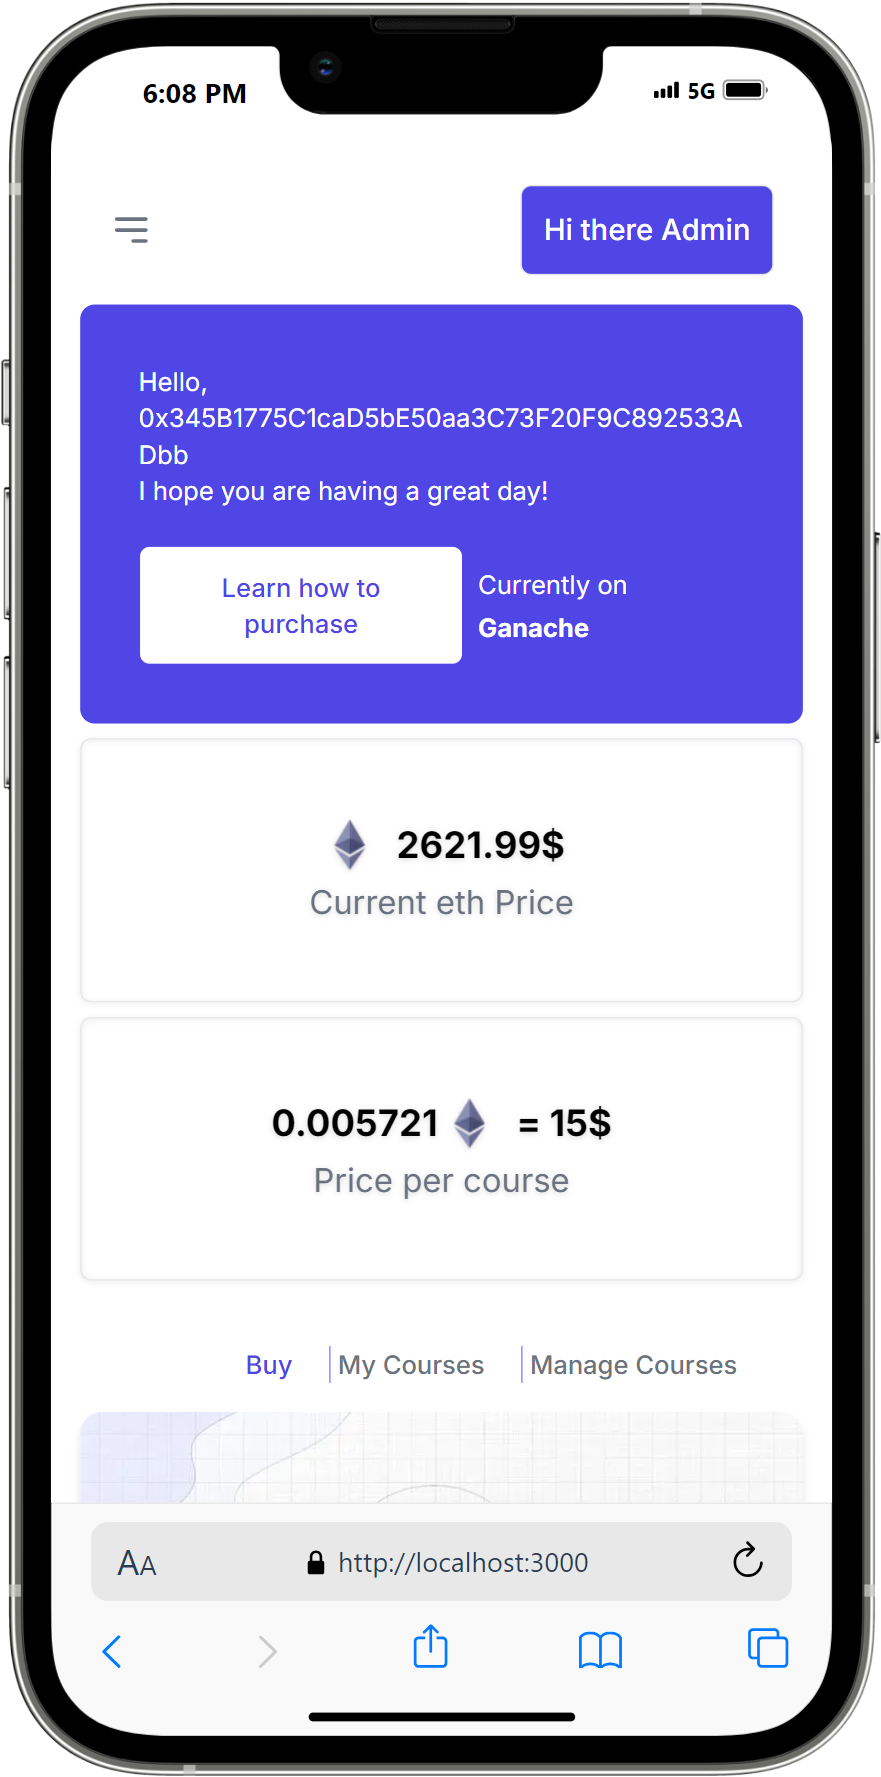 6:08 PM
5G
Hi there Admin
Hello,
0x345B1775C1caD5bE50aa3C73F20F9C892533A
Dbb
I hope you are having a great day!
Learn how to
purchase
Currently on
Ganache
2621.99$
Current eth Price
0.005721 = 15$
Price per course
Buy
My Courses
Manage Courses
AA
http://localhost:3000